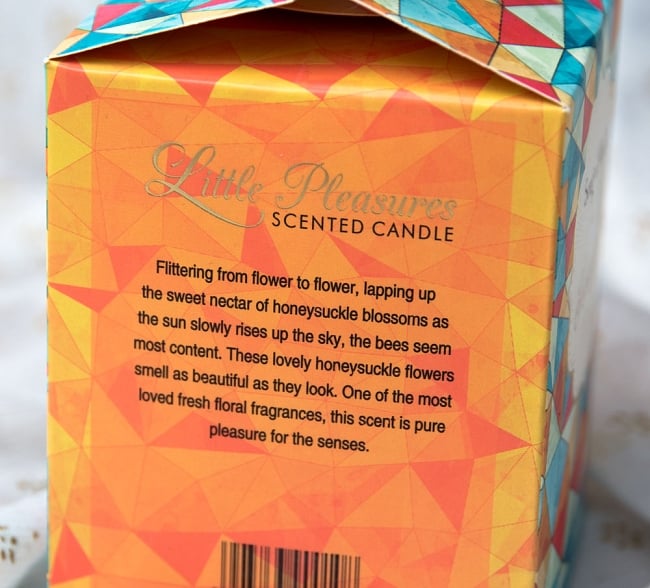 Little Pleasures
SCENTED CANDLE
Flittering from flower to flower, lapping up
the sweet nectar of honeysuckle blossoms as
the sun slowly rises up the sky, the bees seem
most content. These lovely honeysuckle flowers
smell as beautiful as they look. One of the most
loved fresh floral fragrances, this scent is pure
pleasure for the senses.